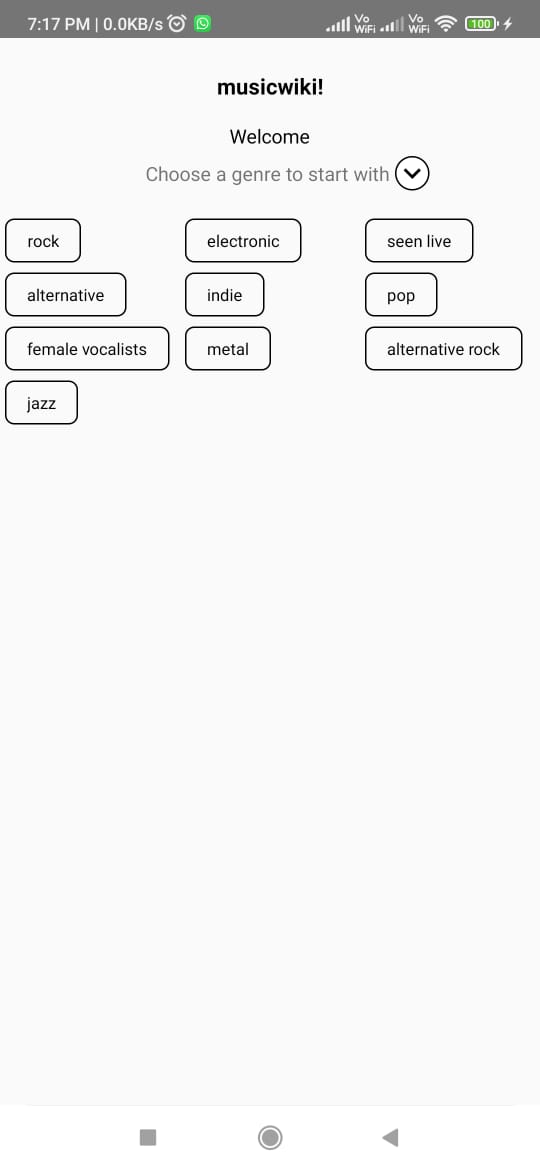 7:17 PM | 0.0KB/s Vo WiFi Vo WiFi 100
musicwiki!
Welcome
Choose a genre to start with
rock electronic seen live
alternative indie pop
female vocalists metal alternative rock
jazz